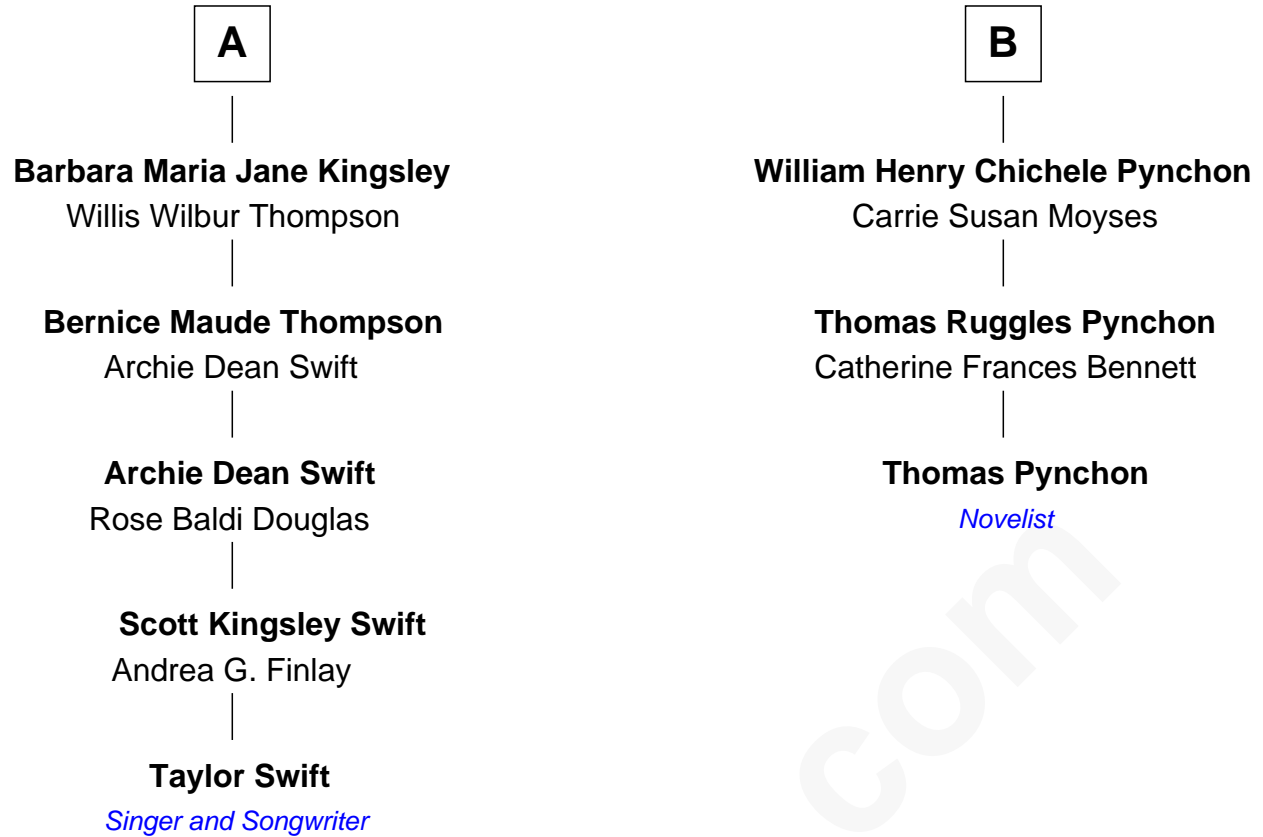 A
Barbara Maria Jane Kingsley
Willis Wilbur Thompson
Bernice Maude Thompson
Archie Dean Swift
Archie Dean Swift
Rose Baldi Douglas
Scott Kingsley Swift
Andrea G. Finlay
Taylor Swift
Singer and Songwriter
B
William Henry Chichele Pynchon
Carrie Susan Moyses
Thomas Ruggles Pynchon
Catherine Frances Bennett
Thomas Pynchon
Novelist
com